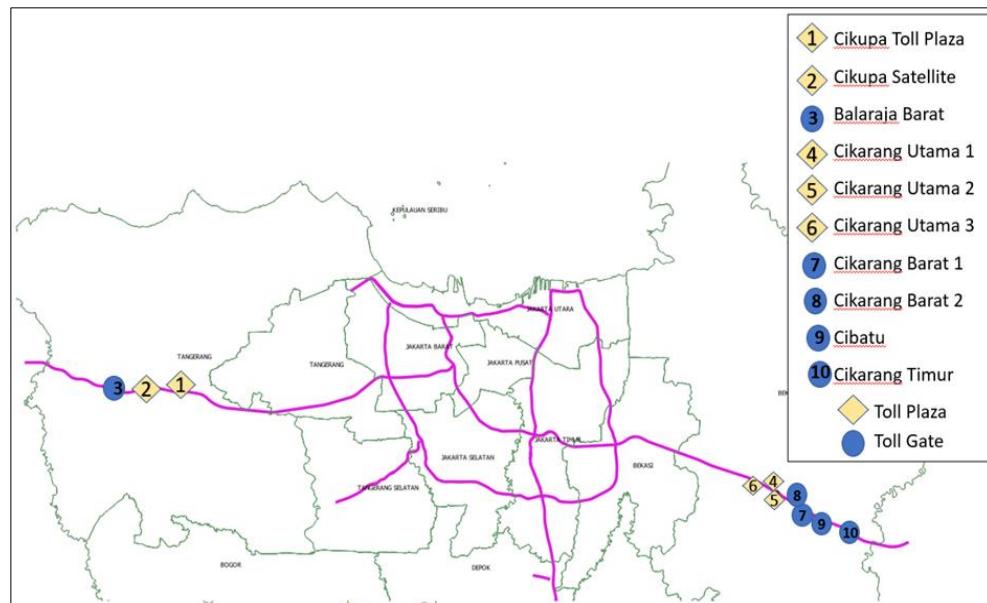 1 Cikupa Toll Plaza
2 Cikupa Satellite
3 Balaraja Barat
4 Cikarang Utama 1
5 Cikarang Utama 2
6 Cikarang Utama 3
7 Cikarang Barat 1
8 Cikarang Barat 2
9 Cibatu
10 Cikarang Timur
Toll Plaza
Toll Gate
KEPULAUAN SERIBU
JAKARTA UTARA
JAKARTA BARAT
TANGERANG
TANGERANG
JAKARTA PUSAT
3 2 1
JAKARTA TIMUR
JAKARTA SELATAN
BEKASI
TANGERANG SELATAN
6 4
5 8
7 9 10
BOGOR
DEPOK